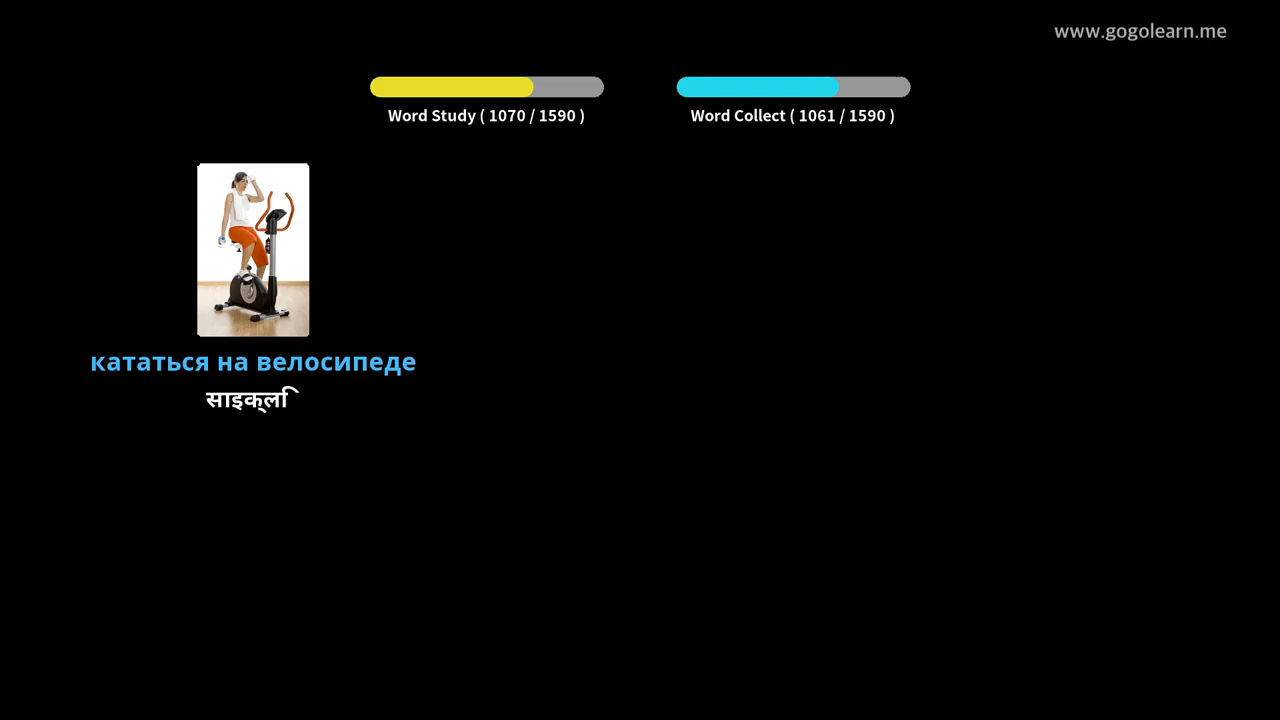 www.gogolearn.me
Word Study ( 1070 / 1590 )
Word Collect ( 1061 / 1590 )
кататься на велосипеде
साइक्लि